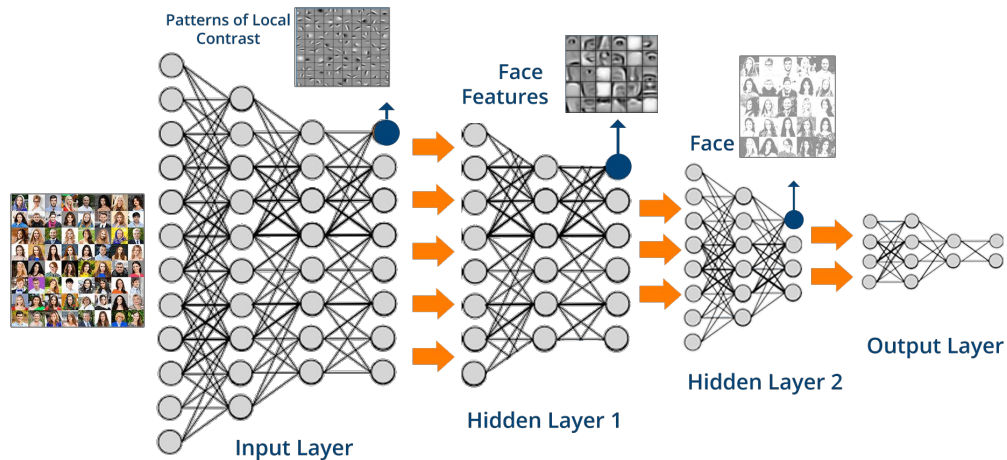 Patterns of Local
Contrast
Face
Features
Face
Input Layer
Hidden Layer 1
Hidden Layer 2
Output Layer